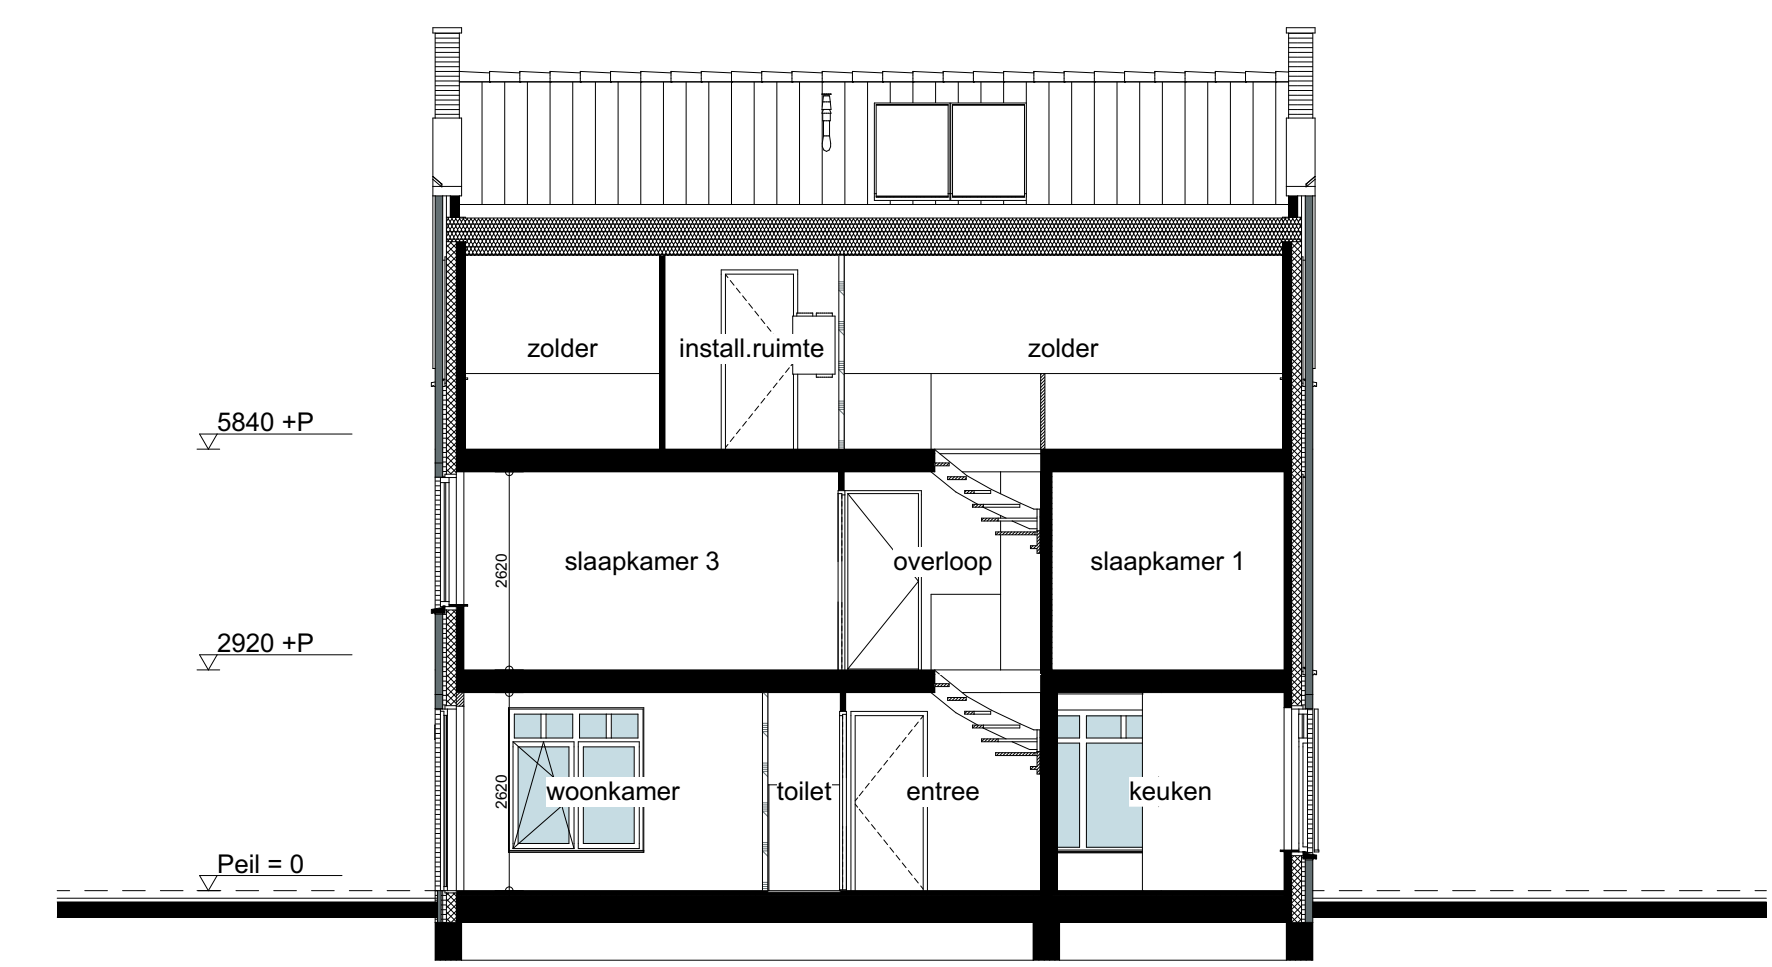 zolder
install.ruimte
zolder
5840 +P
2620
slaapkamer 3
overloop
slaapkamer 1
2920 +P
2620
woonkamer
toilet
entree
keuken
Peil = 0